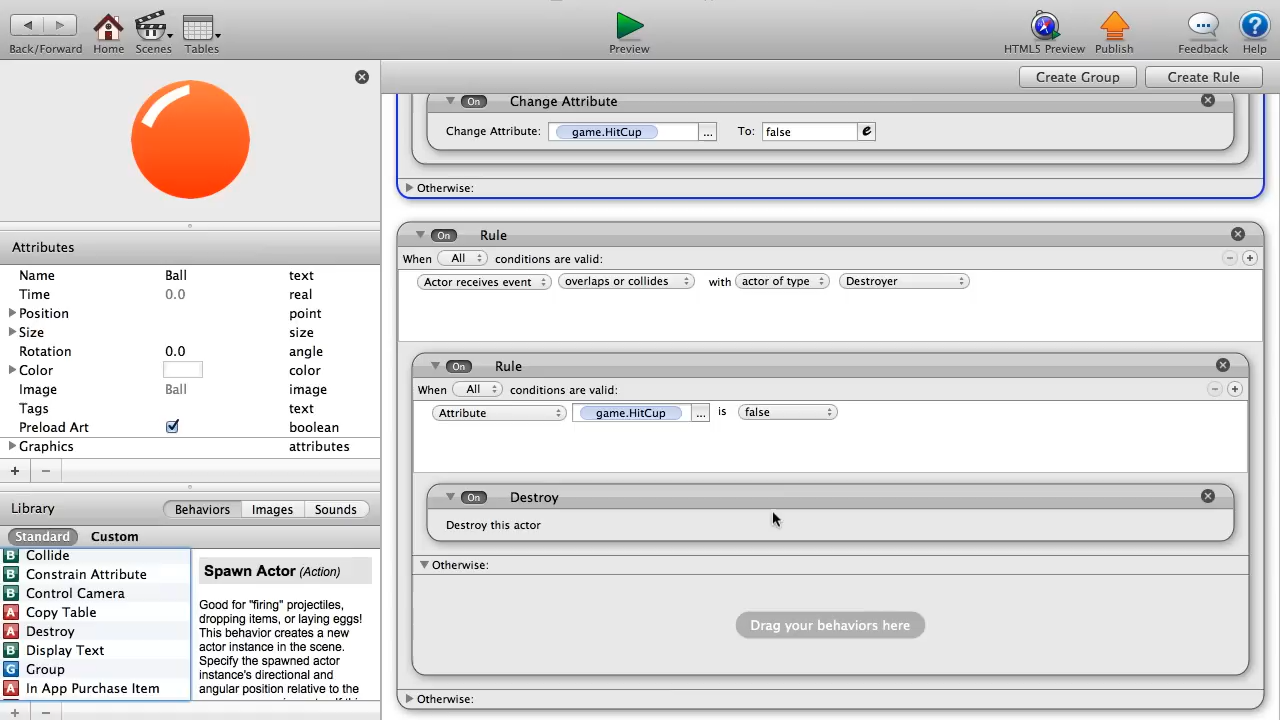 Back/Forward Home Scenes Tables Preview HTML5 Preview Publish Feedback Help
Create Group Create Rule
On Change Attribute
Change Attribute: game.HitCup ... To: false e
Otherwise:
On Rule
When All conditions are valid:
Actor receives event overlaps or collides with actor of type Destroyer
On Rule
When All conditions are valid:
Attribute game.HitCup ... is false
On Destroy
Destroy this actor
Otherwise:
Drag your behaviors here
Otherwise:
Attributes
Name Ball text
Time 0.0 real
Position point
Size size
Rotation 0.0 angle
Color color
Image Ball image
Tags text
Preload Art boolean
Graphics attributes
Library Behaviors Images Sounds
Standard Custom
B Collide
B Constrain Attribute
B Control Camera
A Copy Table
A Destroy
B Display Text
G Group
A In App Purchase Item
Spawn Actor (Action)
Good for "firing" projectiles,
dropping items, or laying eggs!
This behavior creates a new
actor instance in the scene.
Specify the spawned actor
instance's directional and
angular position relative to the